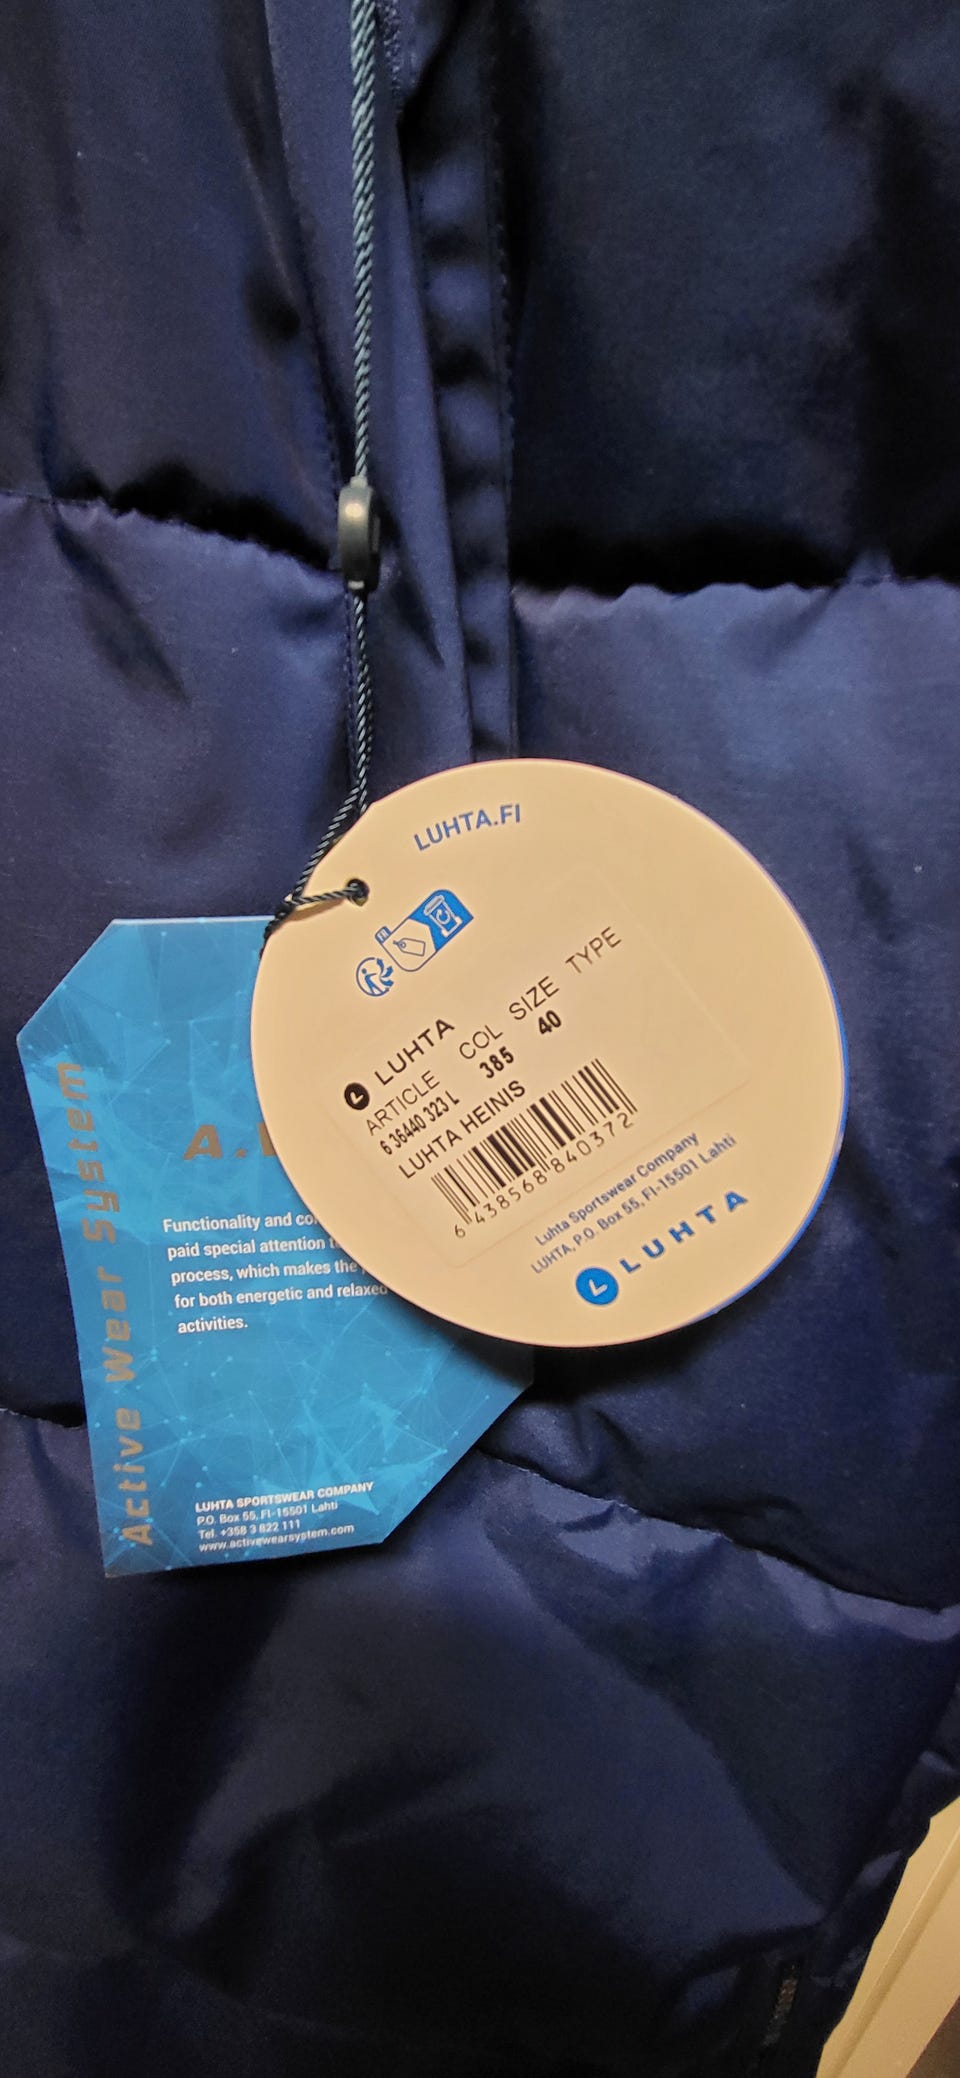 LUHTA.FI
FR
LUHTA
ARTICLE COL SIZE TYPE
6 36440 323 L 385 40
LUHTA HEINIS
6 438568 840372
Luhta Sportswear Company
LUHTA, P.O. Box 55, FI-15501 Lahti
LUHTA
Active Wear System
A.
Functionality and
paid special attention
process, which makes the
for both energetic and relaxed
activities.
LUHTA SPORTSWEAR COMPANY
P.O. Box 55, FI-15501 Lahti
Tel. +358 3 822 111
www.activewearsystem.com